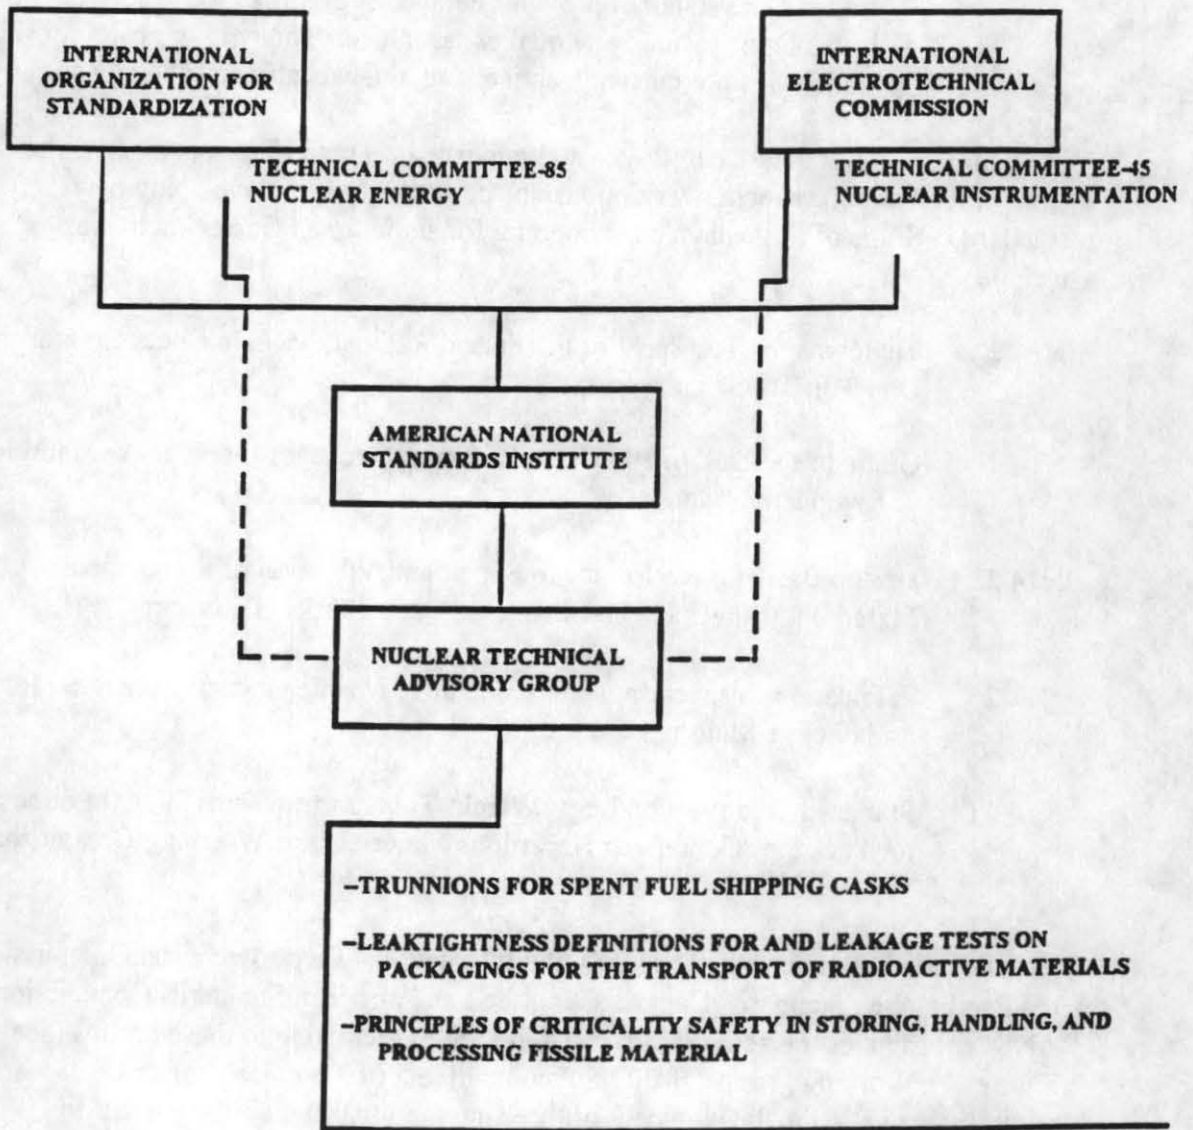 INTERNATIONAL
ORGANIZATION FOR
STANDARDIZATION
INTERNATIONAL
ELECTROTECHNICAL
COMMISSION
TECHNICAL COMMITTEE-85
NUCLEAR ENERGY
TECHNICAL COMMITTEE-45
NUCLEAR INSTRUMENTATION
AMERICAN NATIONAL
STANDARDS INSTITUTE
NUCLEAR TECHNICAL
ADVISORY GROUP
–TRUNNIONS FOR SPENT FUEL SHIPPING CASKS
–LEAKTIGHTNESS DEFINITIONS FOR AND LEAKAGE TESTS ON
PACKAGINGS FOR THE TRANSPORT OF RADIOACTIVE MATERIALS
–PRINCIPLES OF CRITICALITY SAFETY IN STORING, HANDLING, AND
PROCESSING FISSILE MATERIAL